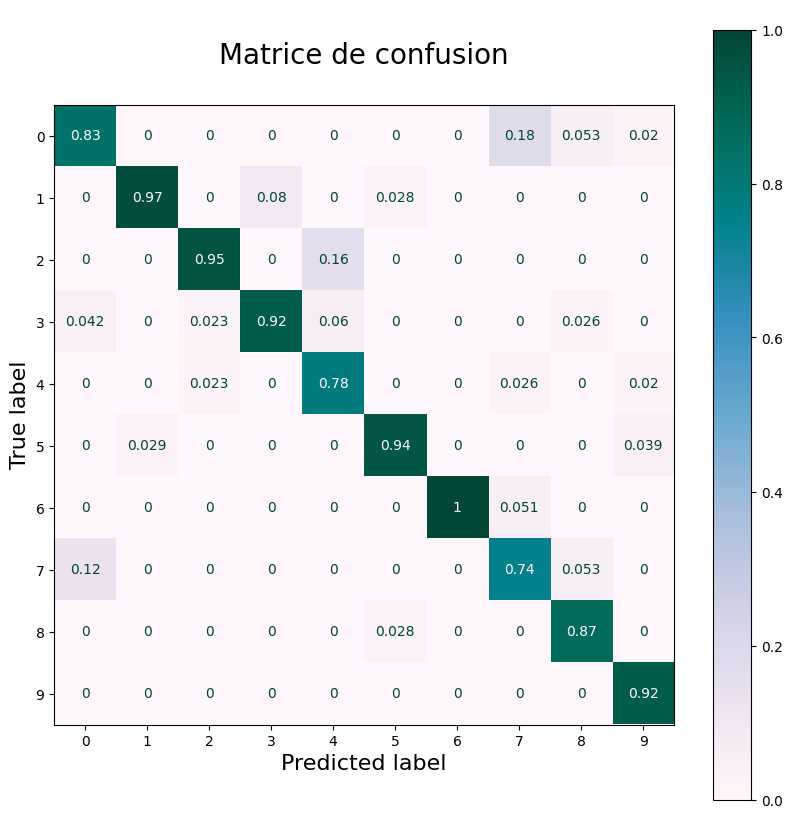 Matrice de confusion
1.0
0.8
0.6
0.4
0.2
0.0
True label
0 0.83 0 0 0 0 0 0 0.18 0.053 0.02
1 0 0.97 0 0.08 0 0.028 0 0 0 0
2 0 0 0.95 0 0.16 0 0 0 0 0
3 0.042 0 0.023 0.92 0.06 0 0 0 0.026 0
4 0 0 0.023 0 0.78 0 0 0.026 0 0.02
5 0 0.029 0 0 0 0.94 0 0 0 0.039
6 0 0 0 0 0 0 1 0.051 0 0
7 0.12 0 0 0 0 0 0 0.74 0.053 0
8 0 0 0 0 0 0.028 0 0 0.87 0
9 0 0 0 0 0 0 0 0 0 0.92
0 1 2 3 4 5 6 7 8 9
Predicted label